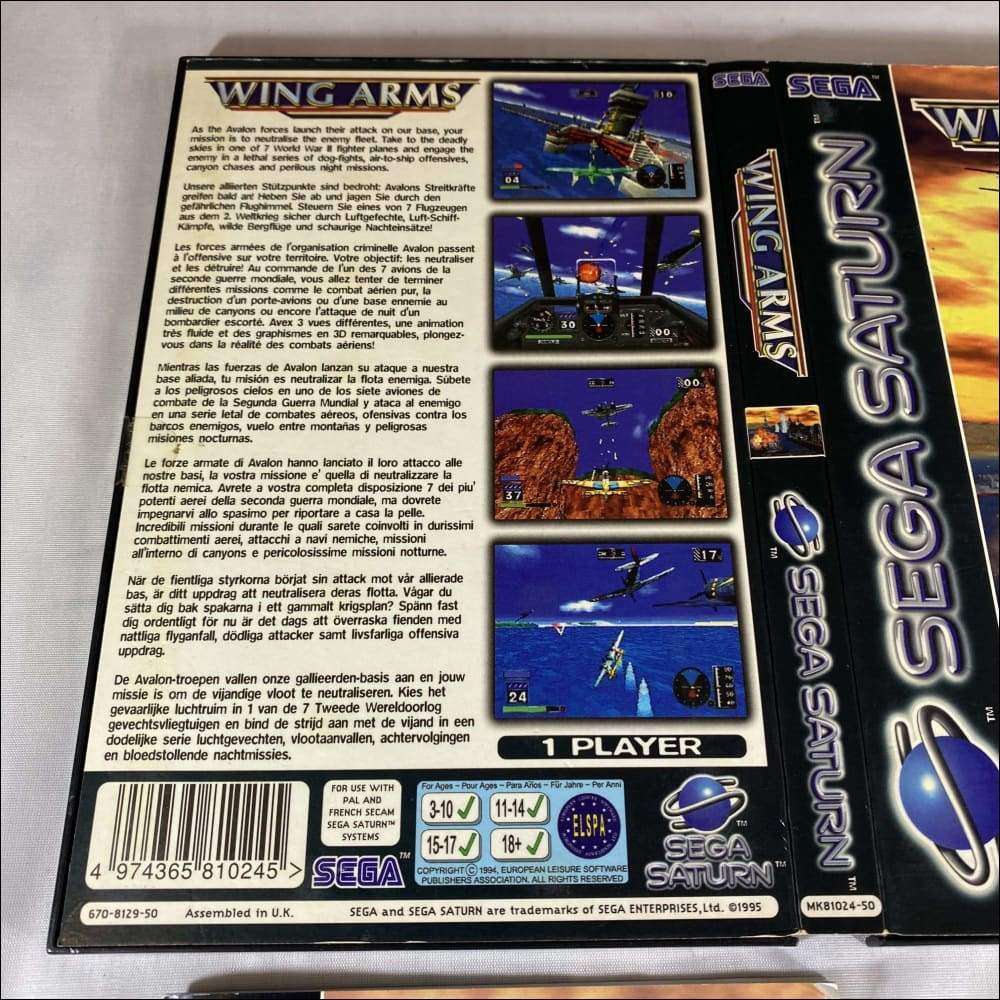 WING ARMS
As the Avalon forces launch their attack on our base, your
mission is to neutralise the enemy fleet. Take to the deadly
skies in one of 7 World War II fighter planes and engage the
enemy in a lethal series of dog-fights, air-to-ship offensives,
canyon chases and perilous night missions.
Unsere alliierten Stützpunkte sind bedroht: Avalons Streitkräfte
greifen bald an! Heben Sie ab und jagen Sie durch den
gefährlichen Flughimmel. Steuern Sie eines von 7 Flugzeugen
aus dem 2. Weltkrieg sicher durch Luftgefechte, Luft-Schiff-
Kämpfe, wilde Bergflüge und schaurige Nachteinsätze!
Les forces armées de l'organisation criminelle Avalon passent
à l'offensive sur votre territoire. Votre objectif: les neutraliser
et les détruire! Au commande de l'un des 7 avions de la
seconde guerre mondiale, vous allez tenter de terminer
différentes missions comme le combat aérien pur, la
destruction d'un porte-avions ou d'une base ennemie au
milieu de canyons ou encore l'attaque de nuit d'un
bombardier escorté. Avex 3 vues différentes, une animation
très fluide et des graphismes en 3D remarquables, plongez-
vous dans la réalité des combats aériens!
Mientras las fuerzas de Avalon lanzan su ataque a nuestra
base aliada, tu misión es neutralizar la flota enemiga. Súbete
a los peligrosos cielos en uno de los siete aviones de
combate de la Segunda Guerra Mundial y ataca al enemigo
en una serie letal de combates aéreos, ofensivas contra los
barcos enemigos, vuelo entre montañas y peligrosas
misiones nocturnas.
Le forze armate di Avalon hanno lanciato il loro attacco alle
nostre basi, la vostra missione e' quella di neutralizzare la
flotta nemica. Avrete a vostra completa disposizione 7 dei piu'
potenti aerei della seconda guerra mondiale, ma dovrete
impegnarvi allo spasimo per riportare a casa la pelle.
Incredibili missioni durante le quali sarete coinvolti in durissimi
combattimenti aerei, attacchi a navi nemiche, missioni
all'interno di canyons e pericolosissime missioni notturne.
När de fientliga styrkorna börjat sin attack mot vår allierade
bas, är ditt uppdrag att neutralisera deras flotta. Vågar du
sätta dig bak spakarna i ett gammalt krigsplan? Spänn fast
dig ordentligt för nu är det dags att överraska fienden med
nattliga flyganfall, dödliga attacker samt livsfarliga offensiva
uppdrag.
De Avalon-troepen vallen onze gallieerden-basis aan en jouw
missie is om de vijandige vloot te neutraliseren. Kies het
gevaarlijke luchtruim in 1 van de 7 Tweede Wereldoorlog
gevechtsvliegtuigen en bind de strijd aan met de vijand in een
dodelijke serie luchtgevechten, vlootaanvallen, achtervolgingen
en bloedstollende nachtmissies.
10
04
30
00
00
37
17
24
1 PLAYER
4 974365 810245 >
FOR USE WITH
PAL AND
FRENCH SECAM
SEGA SATURN™
SYSTEMS
SEGA™
For Ages - Pour Ages - Para Años - Für Jahre - Per Anni
3-10 11-14
15-17 18+
ELSPA
COPYRIGHT © 1994, EUROPEAN LEISURE SOFTWARE
PUBLISHERS ASSOCIATION. ALL RIGHTS RESERVED
TM
SEGA
SATURN™
670-8129-50 Assembled in U.K. SEGA and SEGA SATURN are trademarks of SEGA ENTERPRISES,Ltd. ©1995
SEGA™
WING ARMS
TM
SEGA SATURN
TM
MK81024-50
SEGA™
SEGA SATURN™
TM
WI